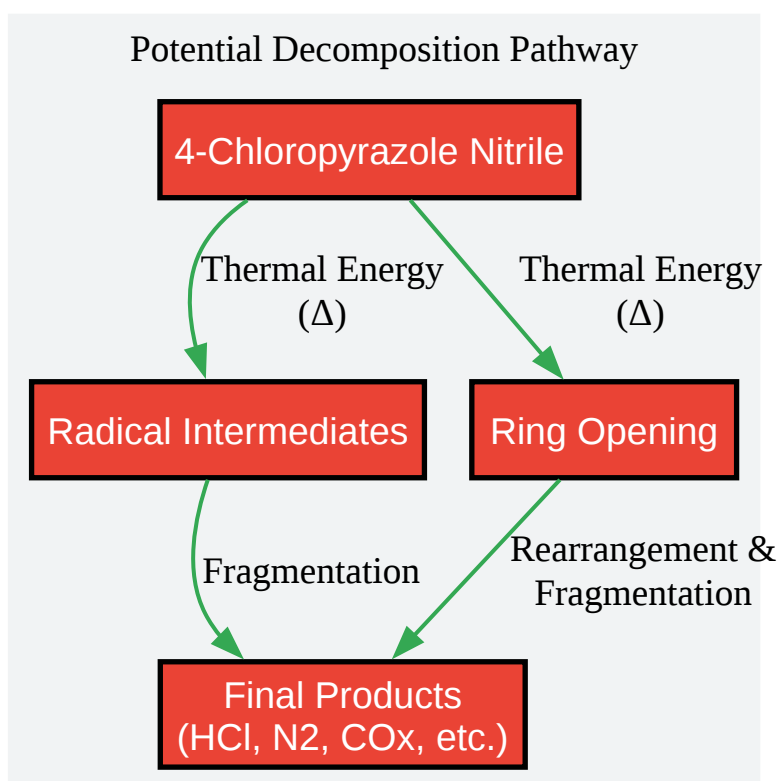 Potential Decomposition Pathway
4-Chloropyrazole Nitrile
Thermal Energy
(Δ)
Thermal Energy
(Δ)
Radical Intermediates
Ring Opening
Fragmentation
Rearrangement &
Fragmentation
Final Products
(HCl, N2, COx, etc.)